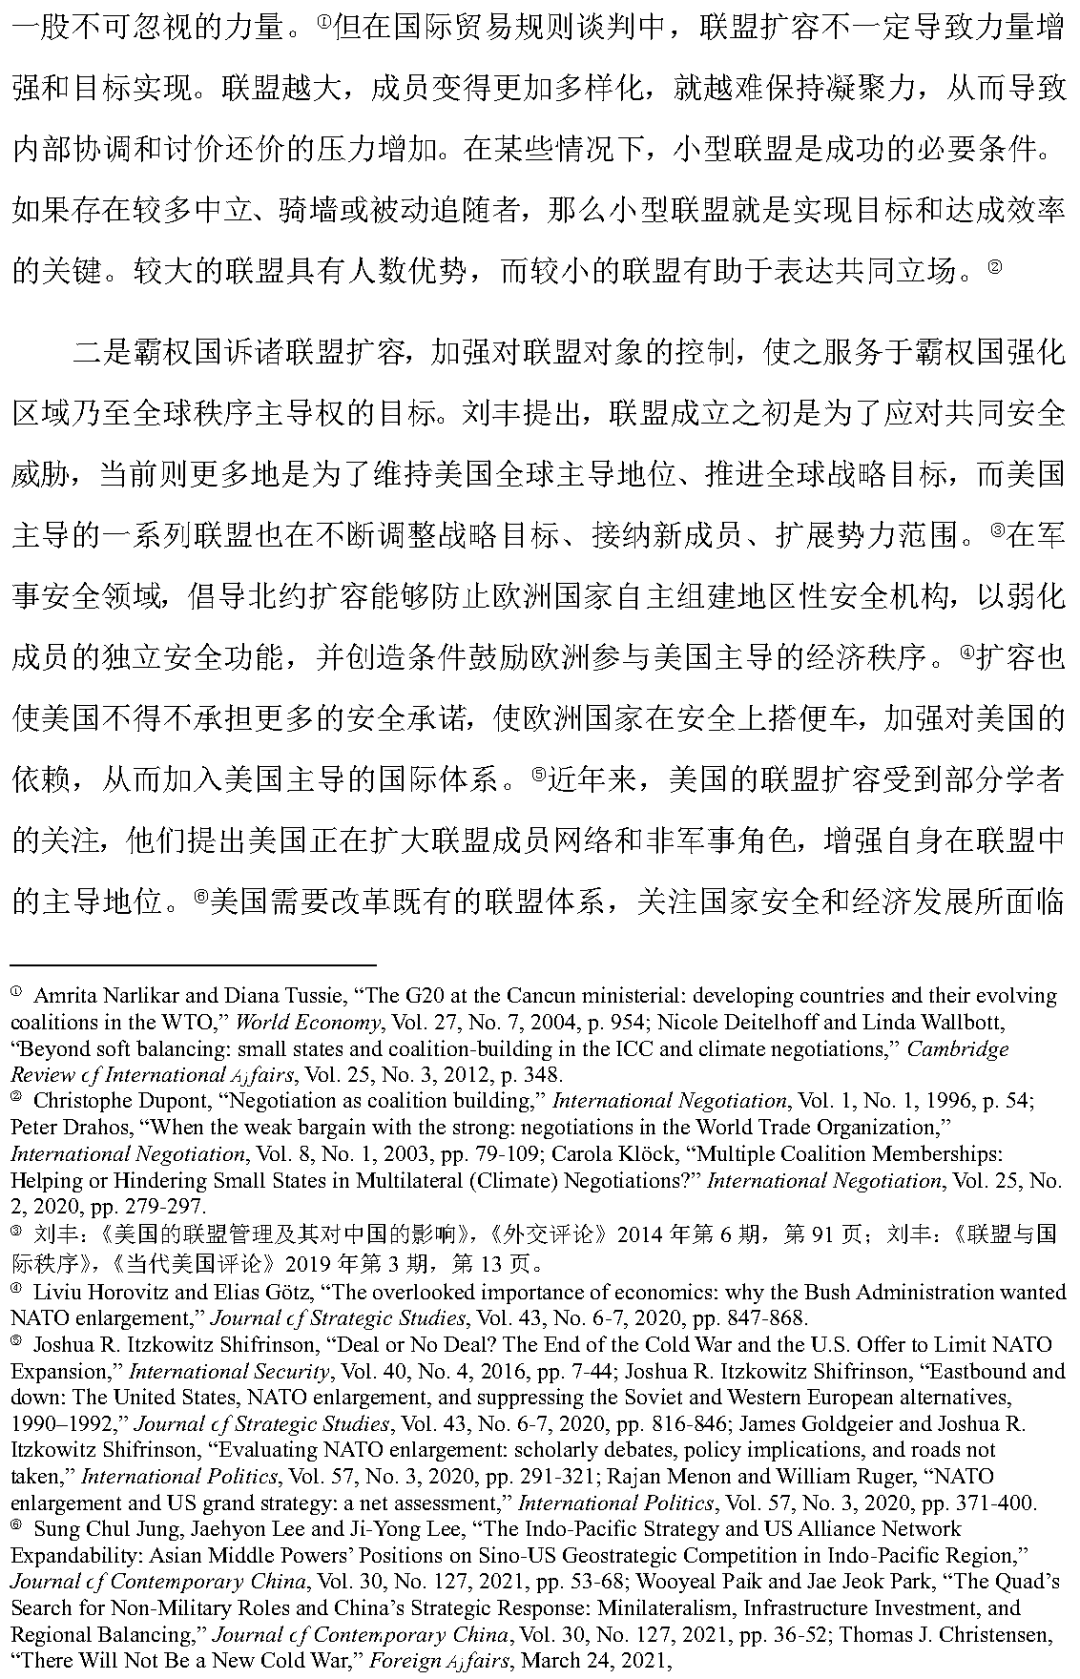 一股不可忽视的力量。①但在国际贸易规则谈判中，联盟扩容不一定导致力量增
强和目标实现。联盟越大，成员变得更加多样化，就越难保持凝聚力，从而导致
内部协调和讨价还价的压力增加。在某些情况下，小型联盟是成功的必要条件。
如果存在较多中立、骑墙或被动追随者，那么小型联盟就是实现目标和达成效率
的关键。较大的联盟具有人数优势，而较小的联盟有助于表达共同立场。②
二是霸权国诉诸联盟扩容，加强对联盟对象的控制，使之服务于霸权国强化
区域乃至全球秩序主导权的目标。刘丰提出，联盟成立之初是为了应对共同安全
威胁，当前则更多地是为了维持美国全球主导地位、推进全球战略目标，而美国
主导的一系列联盟也在不断调整战略目标、接纳新成员、扩展势力范围。③在军
事安全领域，倡导北约扩容能够防止欧洲国家自主组建地区性安全机构，以弱化
成员的独立安全功能，并创造条件鼓励欧洲参与美国主导的经济秩序。④扩容也
使美国不得不承担更多的安全承诺，使欧洲国家在安全上搭便车，加强对美国的
依赖，从而加入美国主导的国际体系。⑤近年来，美国的联盟扩容受到部分学者
的关注，他们提出美国正在扩大联盟成员网络和非军事角色，增强自身在联盟中
的主导地位。⑥美国需要改革既有的联盟体系，关注国家安全和经济发展所面临
① Amrita Narlikar and Diana Tussie, “The G20 at the Cancun ministerial: developing countries and their evolving
coalitions in the WTO,” World Economy, Vol. 27, No. 7, 2004, p. 954; Nicole Deitelhoff and Linda Wallbott,
“Beyond soft balancing: small states and coalition-building in the ICC and climate negotiations,” Cambridge
Review of International Affairs, Vol. 25, No. 3, 2012, p. 348.
② Christophe Dupont, “Negotiation as coalition building,” International Negotiation, Vol. 1, No. 1, 1996, p. 54;
Peter Drahos, “When the weak bargain with the strong: negotiations in the World Trade Organization,”
International Negotiation, Vol. 8, No. 1, 2003, pp. 79-109; Carola Klöck, “Multiple Coalition Memberships:
Helping or Hindering Small States in Multilateral (Climate) Negotiations?” International Negotiation, Vol. 25, No.
2, 2020, pp. 279-297.
③ 刘丰：《美国的联盟管理及其对中国的影响》，《外交评论》2014 年第 6 期，第 91 页；刘丰：《联盟与国
际秩序》，《当代美国评论》2019 年第 3 期，第 13 页。
④ Liviu Horovitz and Elias Götz, “The overlooked importance of economics: why the Bush Administration wanted
NATO enlargement,” Journal of Strategic Studies, Vol. 43, No. 6-7, 2020, pp. 847-868.
⑤ Joshua R. Itzkowitz Shifrinson, “Deal or No Deal? The End of the Cold War and the U.S. Offer to Limit NATO
Expansion,” International Security, Vol. 40, No. 4, 2016, pp. 7-44; Joshua R. Itzkowitz Shifrinson, “Eastbound and
down: The United States, NATO enlargement, and suppressing the Soviet and Western European alternatives,
1990–1992,” Journal of Strategic Studies, Vol. 43, No. 6-7, 2020, pp. 816-846; James Goldgeier and Joshua R.
Itzkowitz Shifrinson, “Evaluating NATO enlargement: scholarly debates, policy implications, and roads not
taken,” International Politics, Vol. 57, No. 3, 2020, pp. 291-321; Rajan Menon and William Ruger, “NATO
enlargement and US grand strategy: a net assessment,” International Politics, Vol. 57, No. 3, 2020, pp. 371-400.
⑥ Sung Chul Jung, Jaehyon Lee and Ji-Yong Lee, “The Indo-Pacific Strategy and US Alliance Network
Expandability: Asian Middle Powers’ Positions on Sino-US Geostrategic Competition in Indo-Pacific Region,”
Journal of Contemporary China, Vol. 30, No. 127, 2021, pp. 53-68; Wooyeal Paik and Jae Jeok Park, “The Quad’s
Search for Non-Military Roles and China’s Strategic Response: Minilateralism, Infrastructure Investment, and
Regional Balancing,” Journal of Contemporary China, Vol. 30, No. 127, 2021, pp. 36-52; Thomas J. Christensen,
“There Will Not Be a New Cold War,” Foreign Affairs, March 24, 2021,